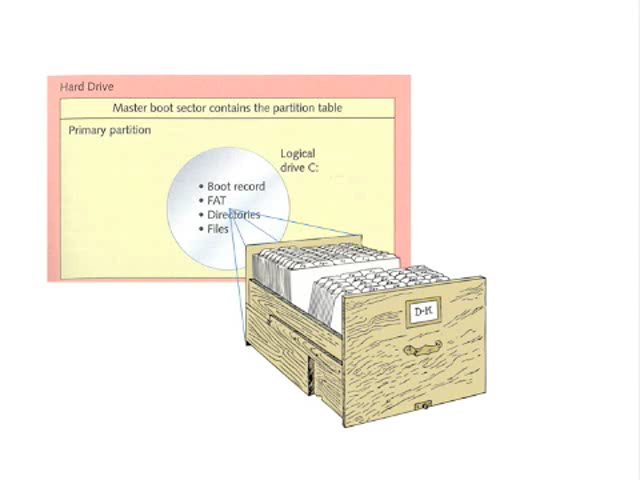 Hard Drive
Master boot sector contains the partition table
Primary partition
Logical
drive C:
• Boot record
• FAT
• Directories
• Files
D-K